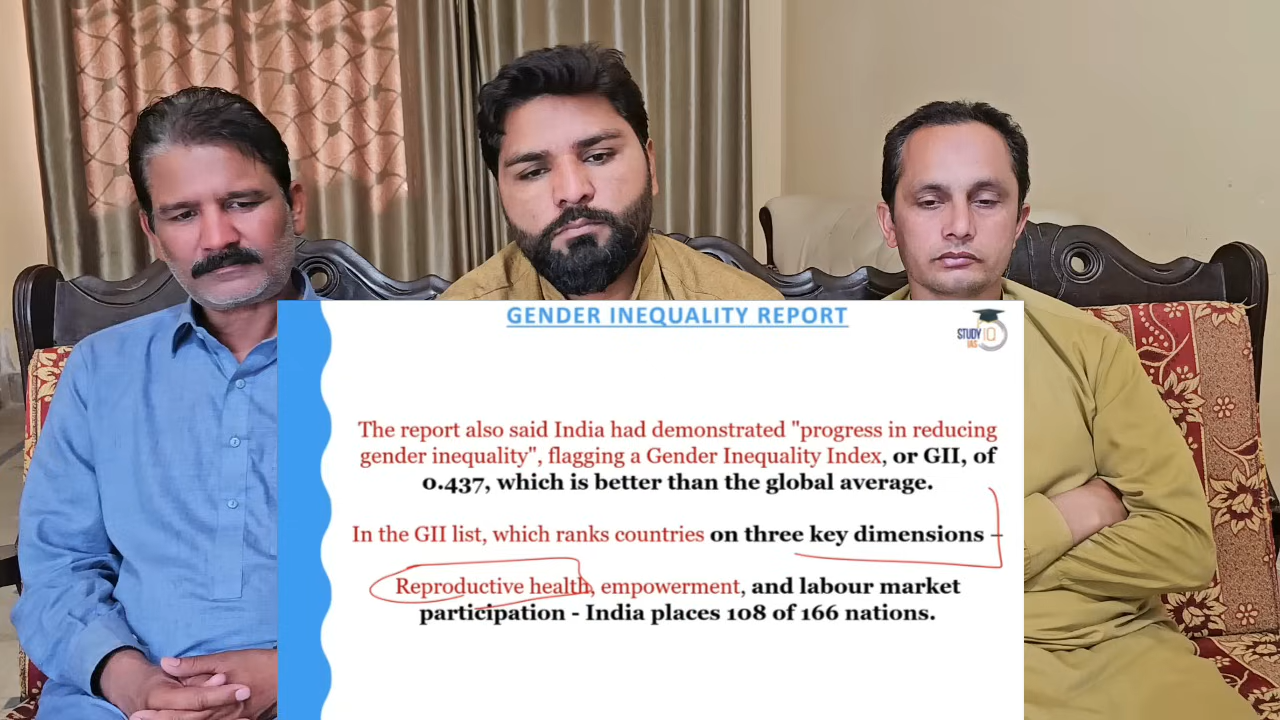 GENDER INEQUALITY REPORT
STUDY IQ
IAS
The report also said India had demonstrated "progress in reducing
gender inequality", flagging a Gender Inequality Index, or GII, of
0.437, which is better than the global average.
In the GII list, which ranks countries on three key dimensions –
Reproductive health, empowerment, and labour market
participation - India places 108 of 166 nations.